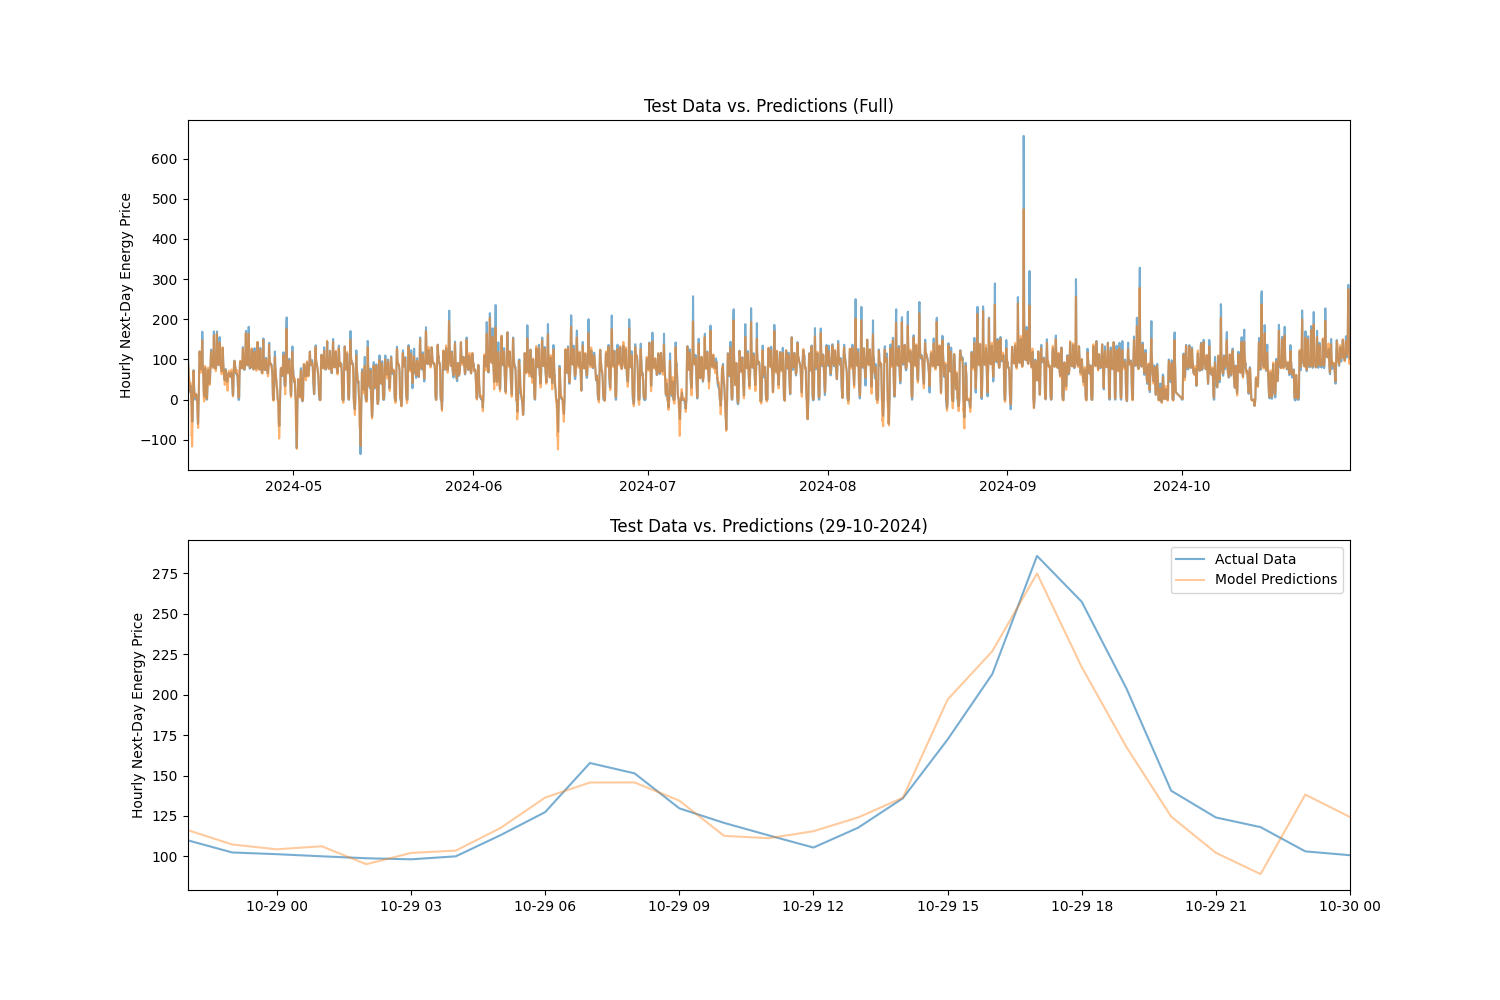 Test Data vs. Predictions (Full)
Hourly Next-Day Energy Price
600
500
400
300
200
100
0
−100
2024-05 2024-06 2024-07 2024-08 2024-09 2024-10
Test Data vs. Predictions (29-10-2024)
Hourly Next-Day Energy Price
Actual Data
Model Predictions
275
250
225
200
175
150
125
100
10-29 00 10-29 03 10-29 06 10-29 09 10-29 12 10-29 15 10-29 18 10-29 21 10-30 00